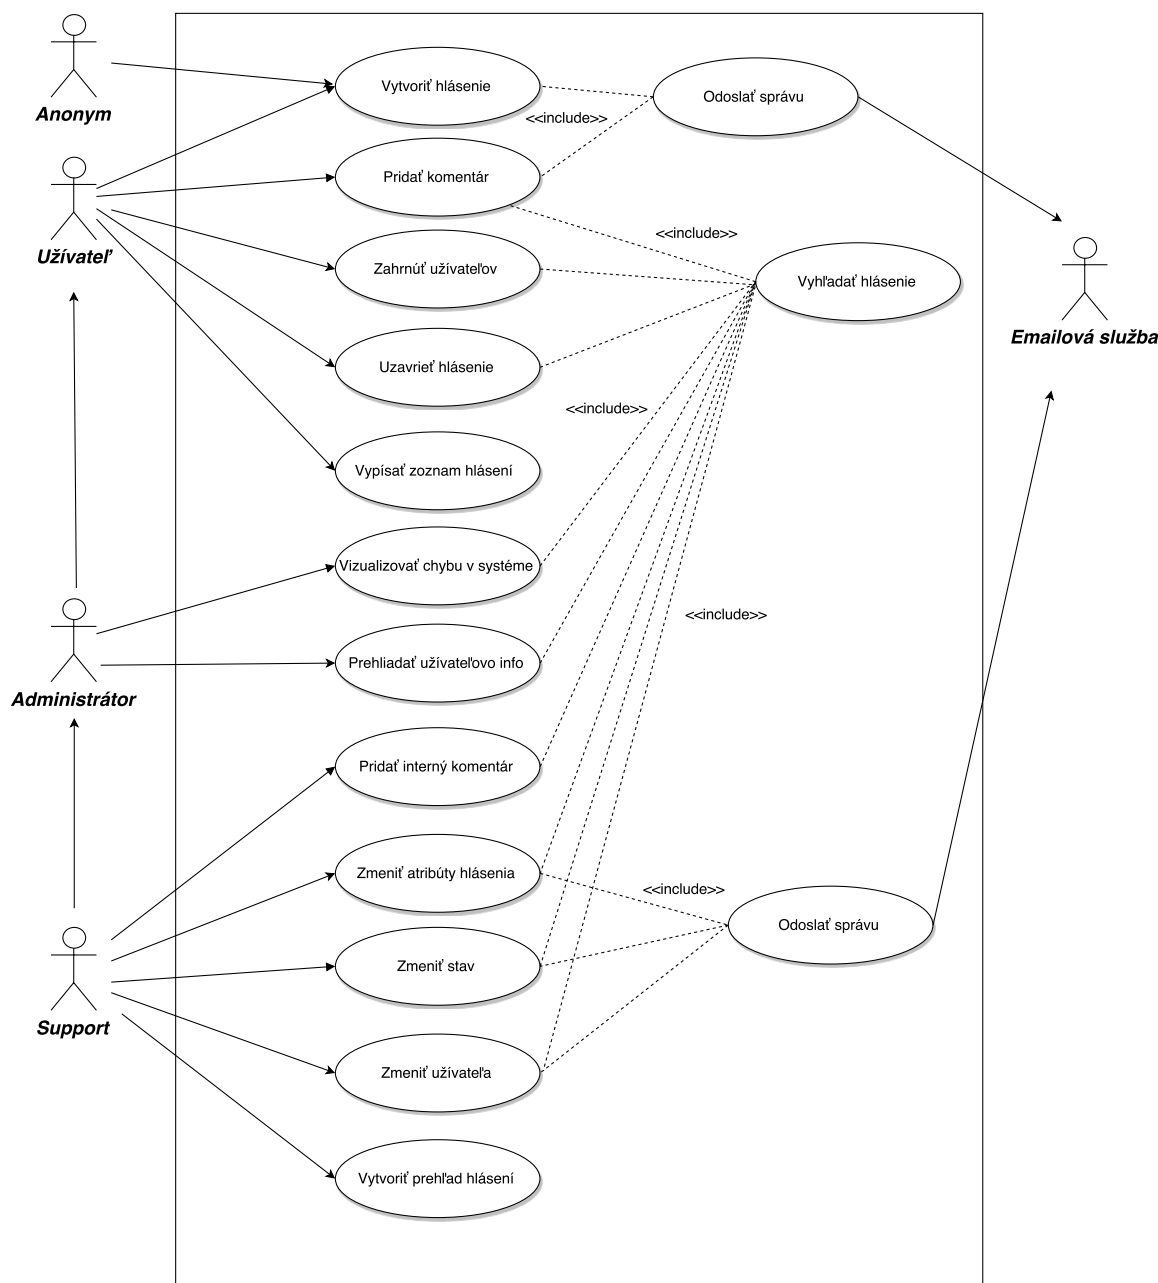 Anonym
Vytvoriť hlásenie
Odoslať správu
<<include>>
Pridať komentár
Užívateľ
<<include>>
Zahrnúť užívateľov
Vyhľadať hlásenie
Emailová služba
Uzavrieť hlásenie
<<include>>
Vypísať zoznam hlásení
Vizualizovať chybu v systéme
<<include>>
Prehliadať užívateľovo info
Administrátor
Pridať interný komentár
Zmeniť atribúty hlásenia
<<include>>
Odoslať správu
Zmeniť stav
Support
Zmeniť užívateľa
Vytvoriť prehľad hlásení